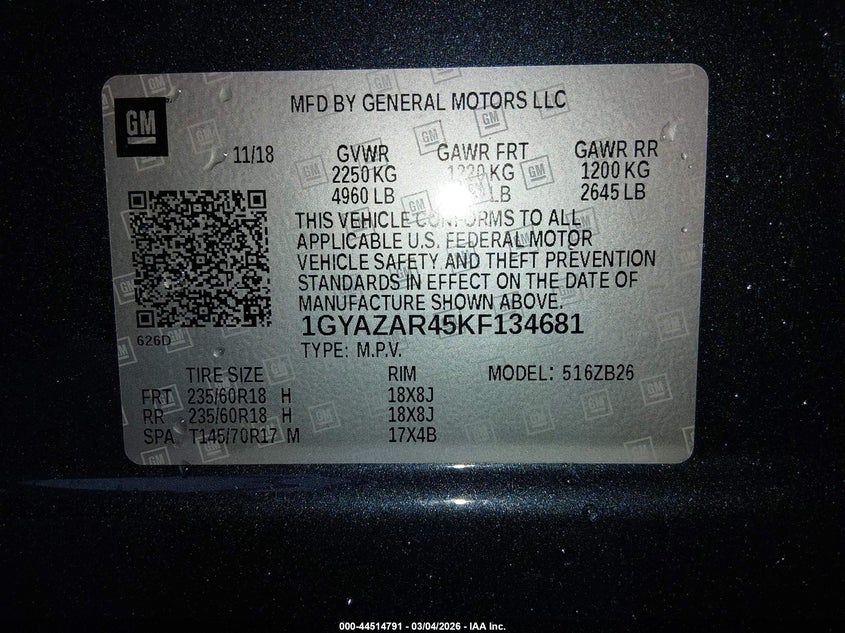 GM
MFD BY GENERAL MOTORS LLC
11/18 GVWR GAWR FRT GAWR RR
2250 KG KG 1200 KG
4960 LB LB 2645 LB
THIS VEHICLE CONFORMS TO ALL
APPLICABLE U.S. FEDERAL MOTOR
VEHICLE SAFETY AND THEFT PREVENTION
STANDARDS IN EFFECT ON THE DATE OF
MANUFACTURE SHOWN ABOVE.
626D
1GYAZAR45KF134681
TYPE: M.P.V.
TIRE SIZE RIM MODEL: 516ZB26
FRT 235/60R18 H 18X8J
RR 235/60R18 H 18X8J
SPA T145/70R17 M 17X4B
000-44514791 - 03/04/2026 - IAA Inc.